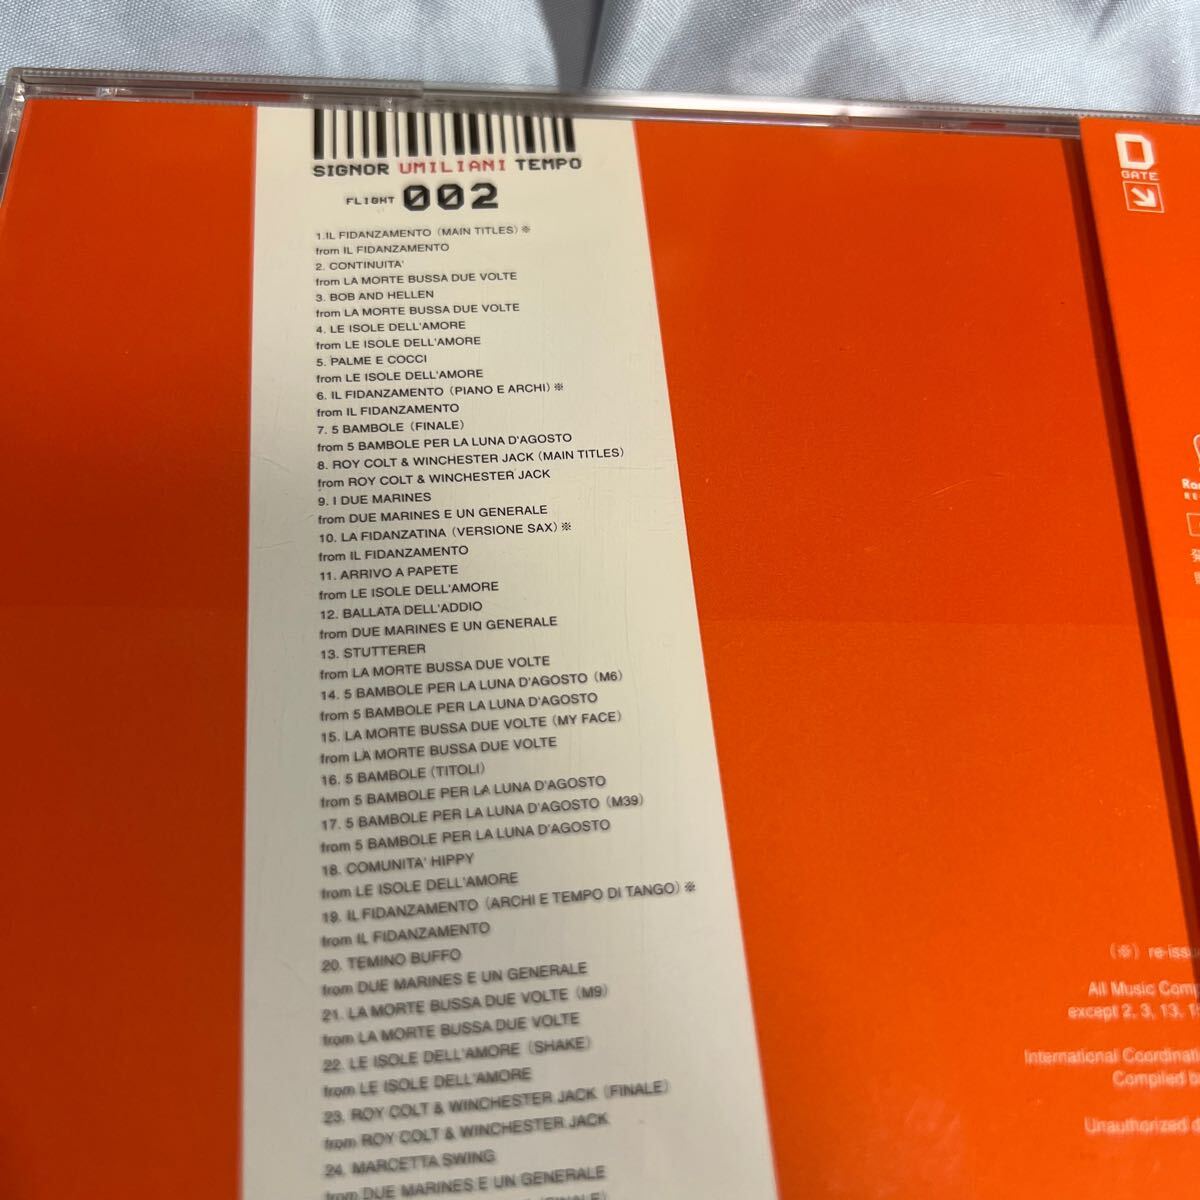 SIGNOR UMILIANI TEMPO
FLIGHT 002
1.IL FIDANZAMENTO (MAIN TITLES)※
from IL FIDANZAMENTO
2. CONTINUITA'
from LA MORTE BUSSA DUE VOLTE
3. BOB AND HELLEN
from LA MORTE BUSSA DUE VOLTE
4. LE ISOLE DELL'AMORE
from LE ISOLE DELL'AMORE
5. PALME E COCCI
from LE ISOLE DELL'AMORE
6. IL FIDANZAMENTO (PIANO E ARCHI)※
from IL FIDANZAMENTO
7. 5 BAMBOLE (FINALE)
from 5 BAMBOLE PER LA LUNA D'AGOSTO
8. ROY COLT & WINCHESTER JACK (MAIN TITLES)
from ROY COLT & WINCHESTER JACK
9. I DUE MARINES
from DUE MARINES E UN GENERALE
10. LA FIDANZATINA (VERSIONE SAX)※
from IL FIDANZAMENTO
11. ARRIVO A PAPETE
from LE ISOLE DELL'AMORE
12. BALLATA DELL'ADDIO
from DUE MARINES E UN GENERALE
13. STUTTERER
from LA MORTE BUSSA DUE VOLTE
14. 5 BAMBOLE PER LA LUNA D'AGOSTO (M6)
from 5 BAMBOLE PER LA LUNA D'AGOSTO
15. LA MORTE BUSSA DUE VOLTE (MY FACE)
from LA MORTE BUSSA DUE VOLTE
16. 5 BAMBOLE (TITOLI)
from 5 BAMBOLE PER LA LUNA D'AGOSTO
17. 5 BAMBOLE PER LA LUNA D'AGOSTO (M39)
from 5 BAMBOLE PER LA LUNA D'AGOSTO
18. COMUNITA' HIPPY
from LE ISOLE DELL'AMORE
19. IL FIDANZAMENTO (ARCHI E TEMPO DI TANGO)※
from IL FIDANZAMENTO
20. TEMINO BUFFO
from DUE MARINES E UN GENERALE
21. LA MORTE BUSSA DUE VOLTE (M9)
from LA MORTE BUSSA DUE VOLTE
22. LE ISOLE DELL'AMORE (SHAKE)
from LE ISOLE DELL'AMORE
23. ROY COLT & WINCHESTER JACK (FINALE)
from ROY COLT & WINCHESTER JACK
24. MARCETTA SWING
from DUE MARINES E UN GENERALE
(FINALE)
D
GATE
(※) re-issu
All Music Comp
except 2, 3, 13,
International Coordinati
Compiled b
Unauthorized d